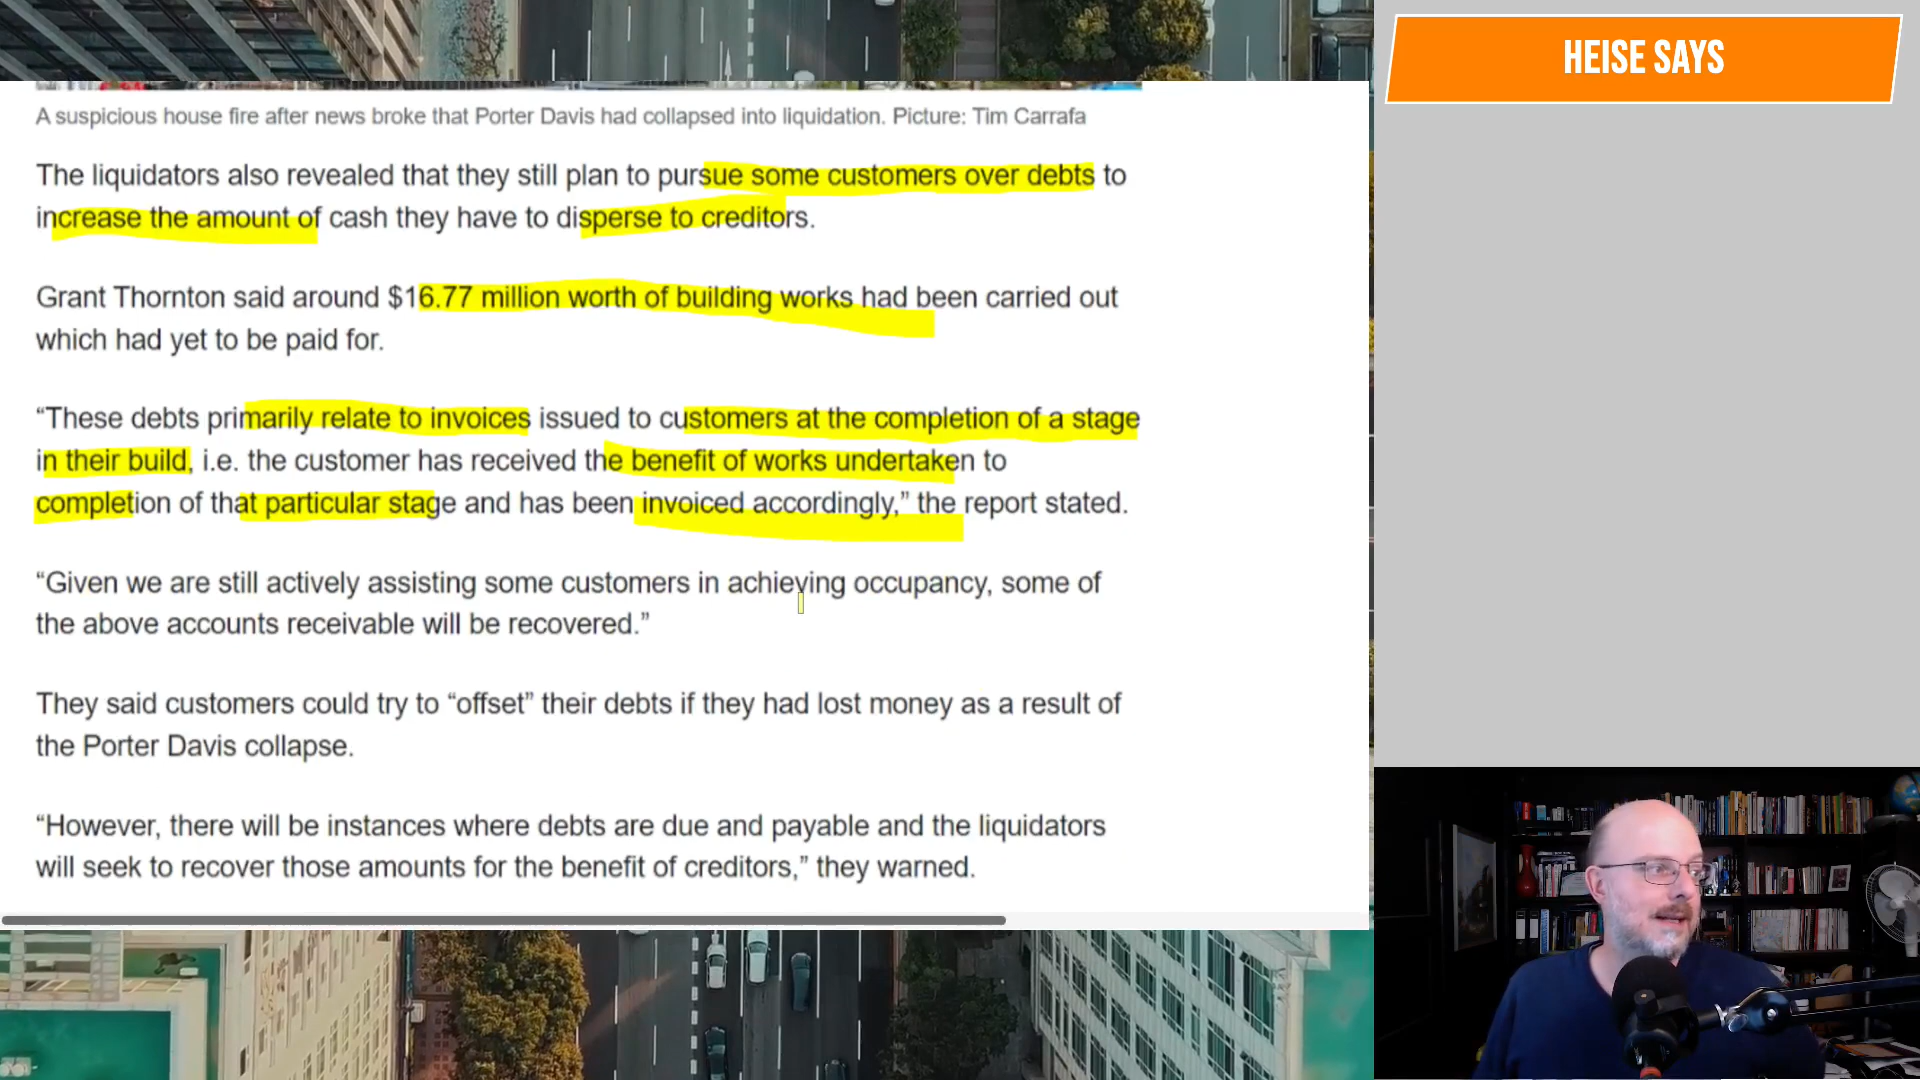 HEISE SAYS
A suspicious house fire after news broke that Porter Davis had collapsed into liquidation. Picture: Tim Carrafa
The liquidators also revealed that they still plan to pursue some customers over debts to
increase the amount of cash they have to disperse to creditors.
Grant Thornton said around $16.77 million worth of building works had been carried out
which had yet to be paid for.
“These debts primarily relate to invoices issued to customers at the completion of a stage
in their build, i.e. the customer has received the benefit of works undertaken to
completion of that particular stage and has been invoiced accordingly,” the report stated.
“Given we are still actively assisting some customers in achieving occupancy, some of
the above accounts receivable will be recovered.”
They said customers could try to “offset” their debts if they had lost money as a result of
the Porter Davis collapse.
“However, there will be instances where debts are due and payable and the liquidators
will seek to recover those amounts for the benefit of creditors,” they warned.